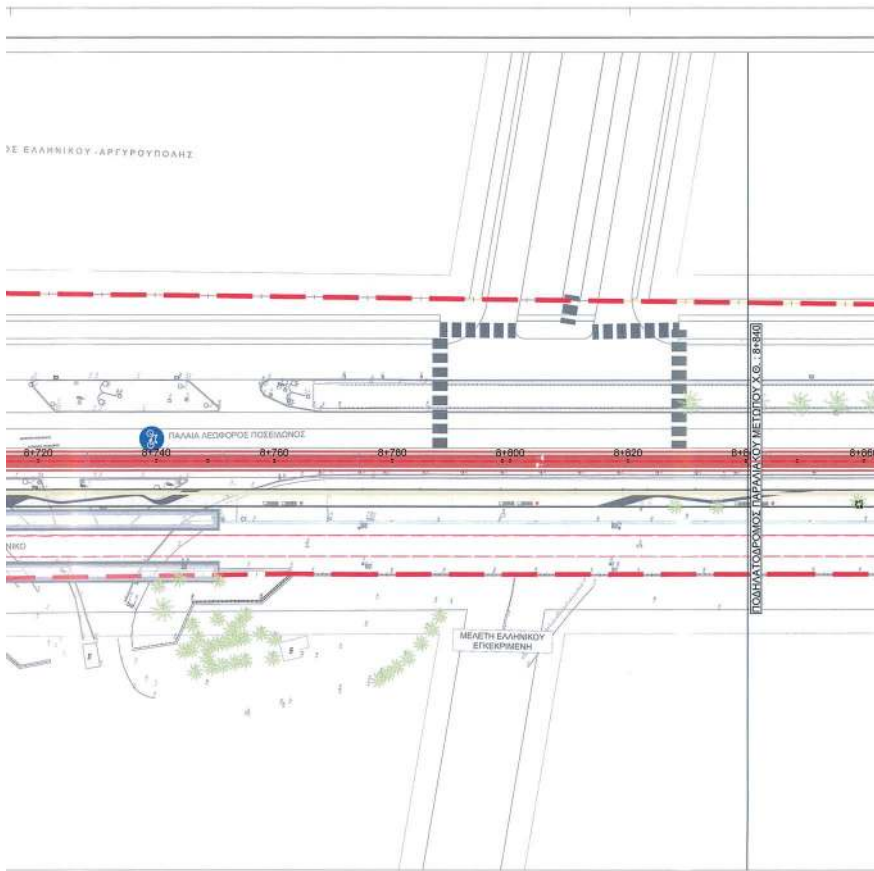 ΟΣ ΕΛΛΗΝΙΚΟΥ -ΑΡΓΥΡΟΥΠΟΛΗΣ
ΠΑΛΑΙΑ ΛΕΩΦΟΡΟΣ ΠΟΣΕΙΔΩΝΟΣ
8+720 8+740 8+760 8+780 8+800 8+820 8+860
ΝΙΚΟ
ΜΕΛΕΤΗ ΕΛΛΗΝΙΚΟΥ
ΕΓΚΕΚΡΙΜΕΝΗ
ΠΟΔΗΛΑΤΟΔΡΟΜΟΣ ΠΑΡΑΛΙΑΚΟΥ ΜΕΤΩΠΟΥ Χ.Θ. : 8+840